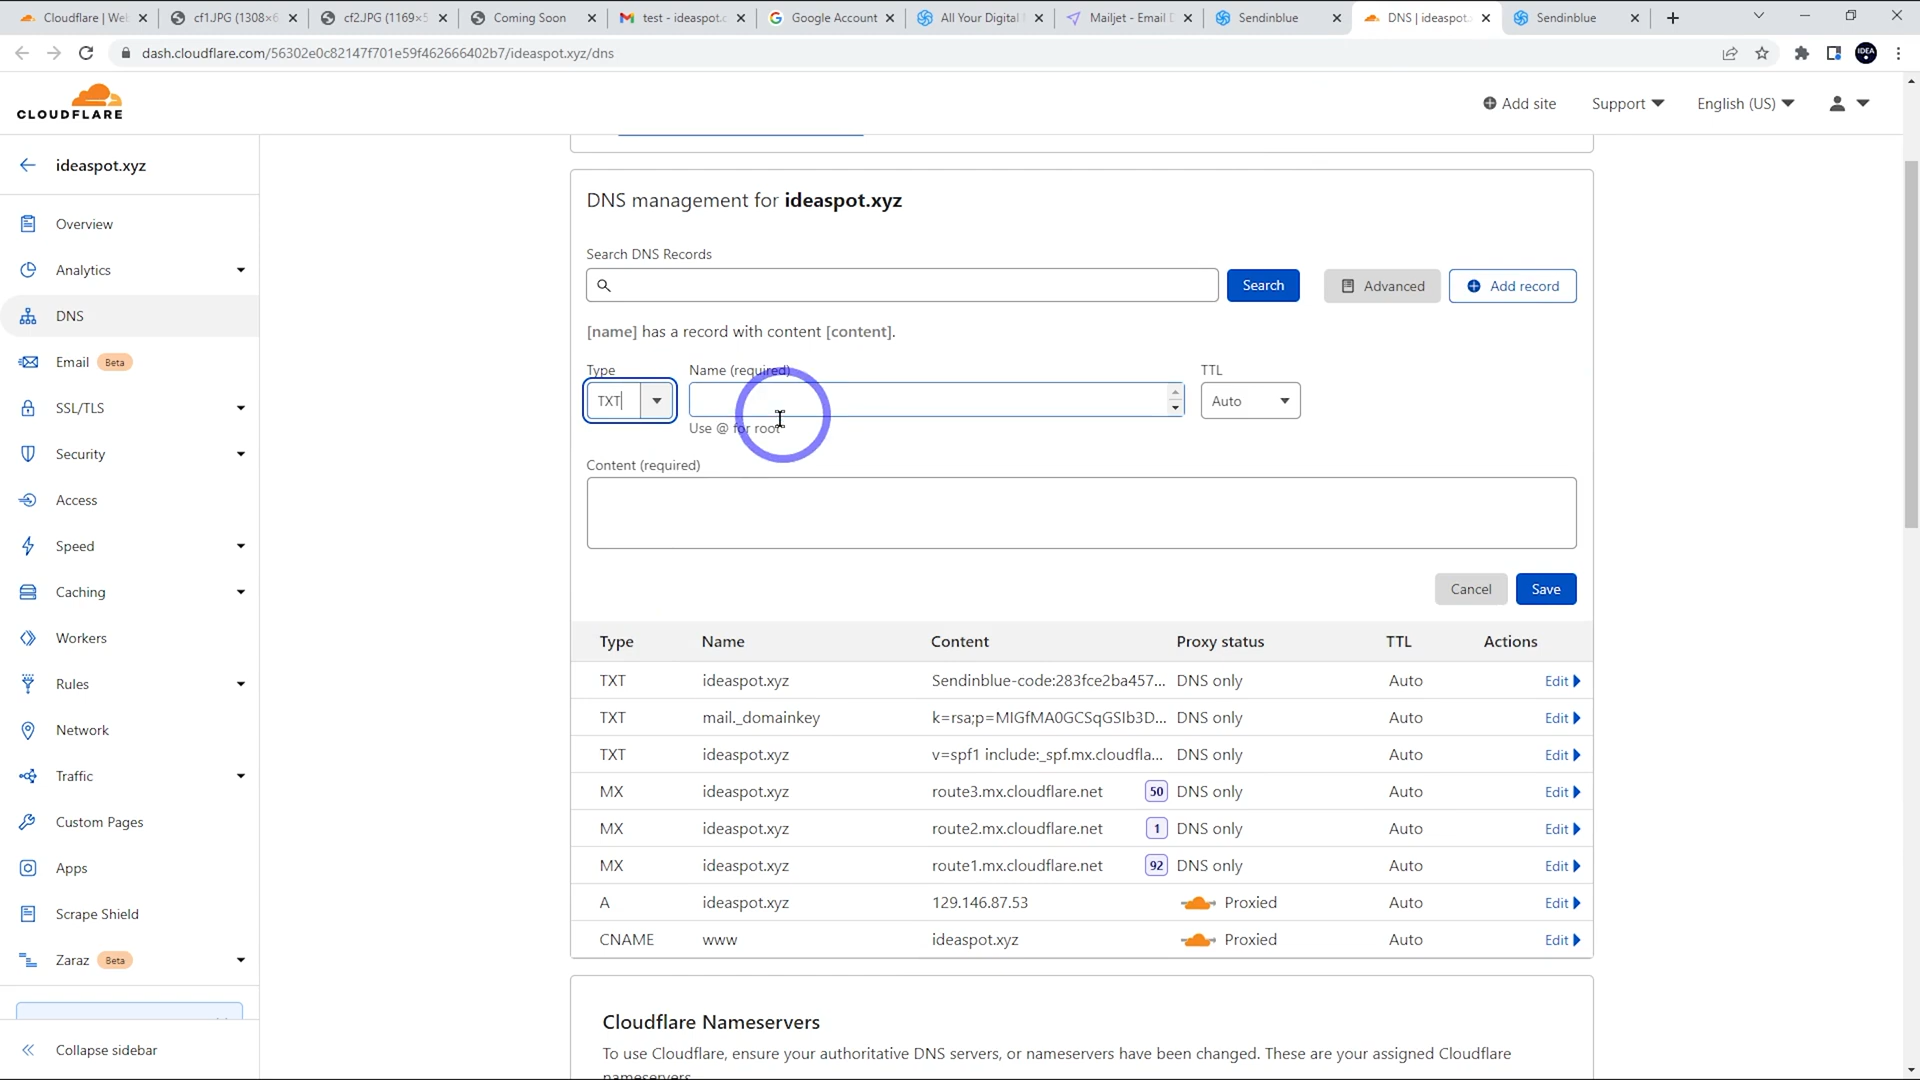 Cloudflare | Web
cf1.JPG (1308×6
cf2.JPG (1169×5
Coming Soon
test - ideaspot.c
Google Account
All Your Digital
Mailjet - Email D
Sendinblue
DNS | ideaspot.
Sendinblue
dash.cloudflare.com/56302e0c82147f701e59f462666402b7/ideaspot.xyz/dns
IDEA
CLOUDFLARE
Add site
Support
English (US)
ideaspot.xyz
Overview
Analytics
DNS
Email Beta
SSL/TLS
Security
Access
Speed
Caching
Workers
Rules
Network
Traffic
Custom Pages
Apps
Scrape Shield
Zaraz Beta
Collapse sidebar
DNS management for ideaspot.xyz
Search DNS Records
Search
Advanced
Add record
[name] has a record with content [content].
Type Name (required) TTL
TXT Auto
Use @ for root
Content (required)
Cancel Save
Type Name Content Proxy status TTL Actions
TXT ideaspot.xyz Sendinblue-code:283fce2ba457... DNS only Auto Edit
TXT mail._domainkey k=rsa;p=MIGfMA0GCSqGSIb3D... DNS only Auto Edit
TXT ideaspot.xyz v=spf1 include:_spf.mx.cloudfla... DNS only Auto Edit
MX ideaspot.xyz route3.mx.cloudflare.net 50 DNS only Auto Edit
MX ideaspot.xyz route2.mx.cloudflare.net 1 DNS only Auto Edit
MX ideaspot.xyz route1.mx.cloudflare.net 92 DNS only Auto Edit
A ideaspot.xyz 129.146.87.53 Proxied Auto Edit
CNAME www ideaspot.xyz Proxied Auto Edit
Cloudflare Nameservers
To use Cloudflare, ensure your authoritative DNS servers, or nameservers have been changed. These are your assigned Cloudflare
nameservers